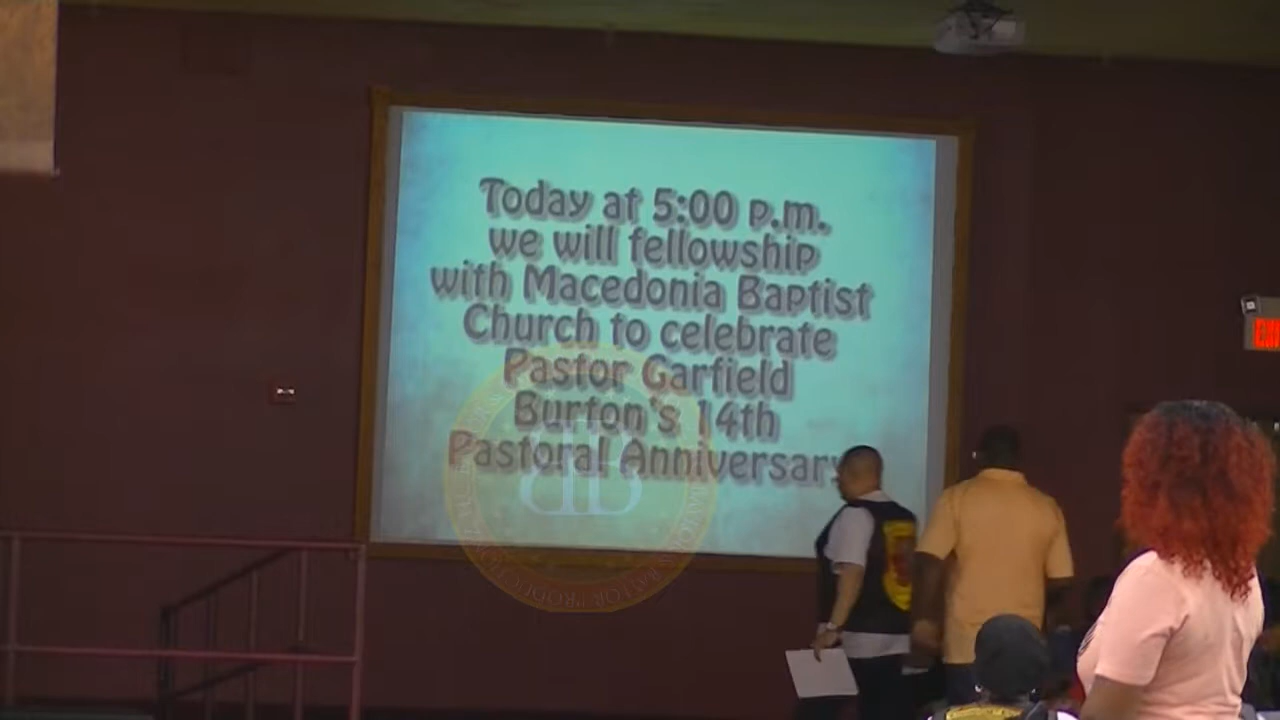 Today at 5:00 p.m.
we will fellowship
with Macedonia Baptist
Church to celebrate
Pastor Garfield
Burton's 14th
Pastoral Anniversary